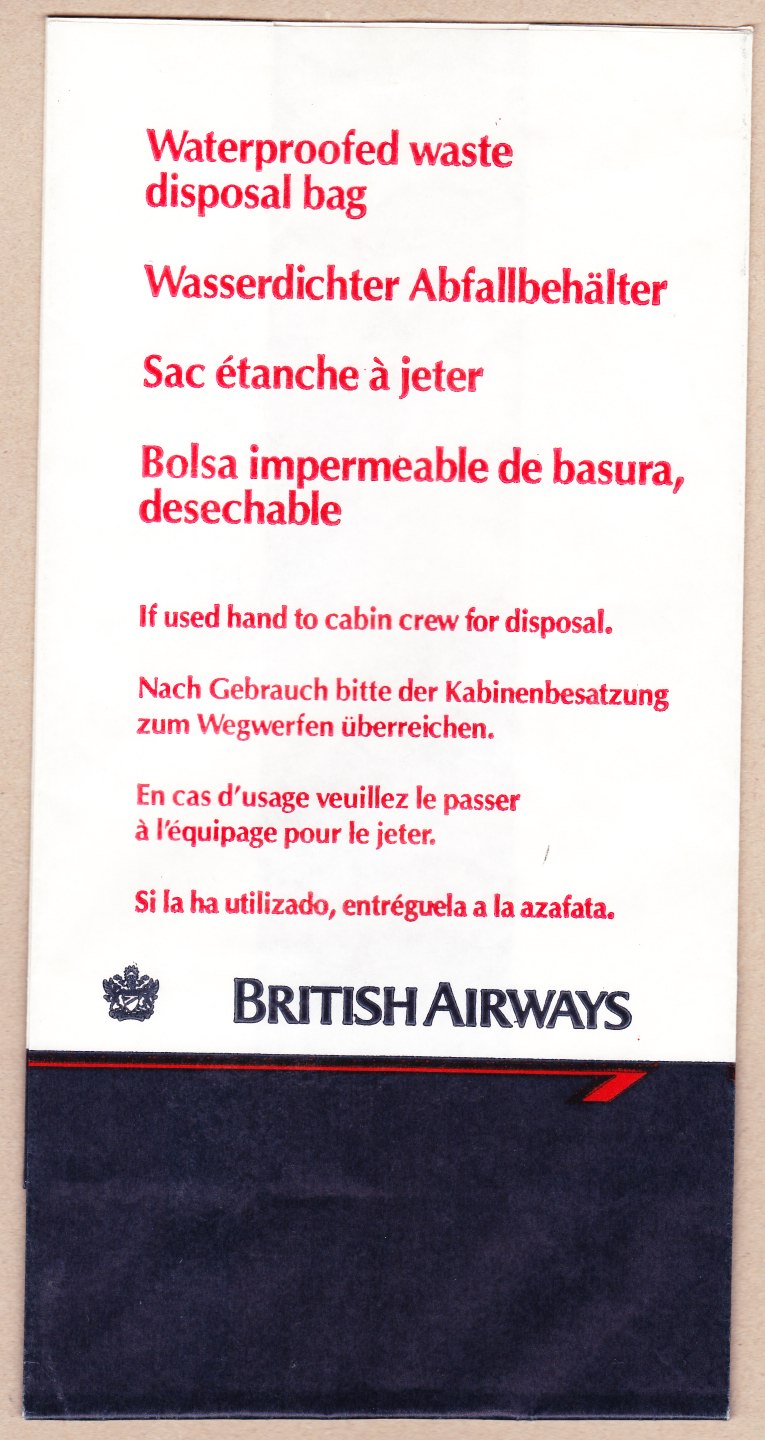 Waterproofed waste
disposal bag
Wasserdichter Abfallbehälter
Sac étanche à jeter
Bolsa impermeable de basura,
desechable
If used hand to cabin crew for disposal.
Nach Gebrauch bitte der Kabinenbesatzung
zum Wegwerfen überreichen.
En cas d'usage veuillez le passer
à l'équipage pour le jeter.
Si la ha utilizado, entréguela a la azafata.
BRITISH AIRWAYS